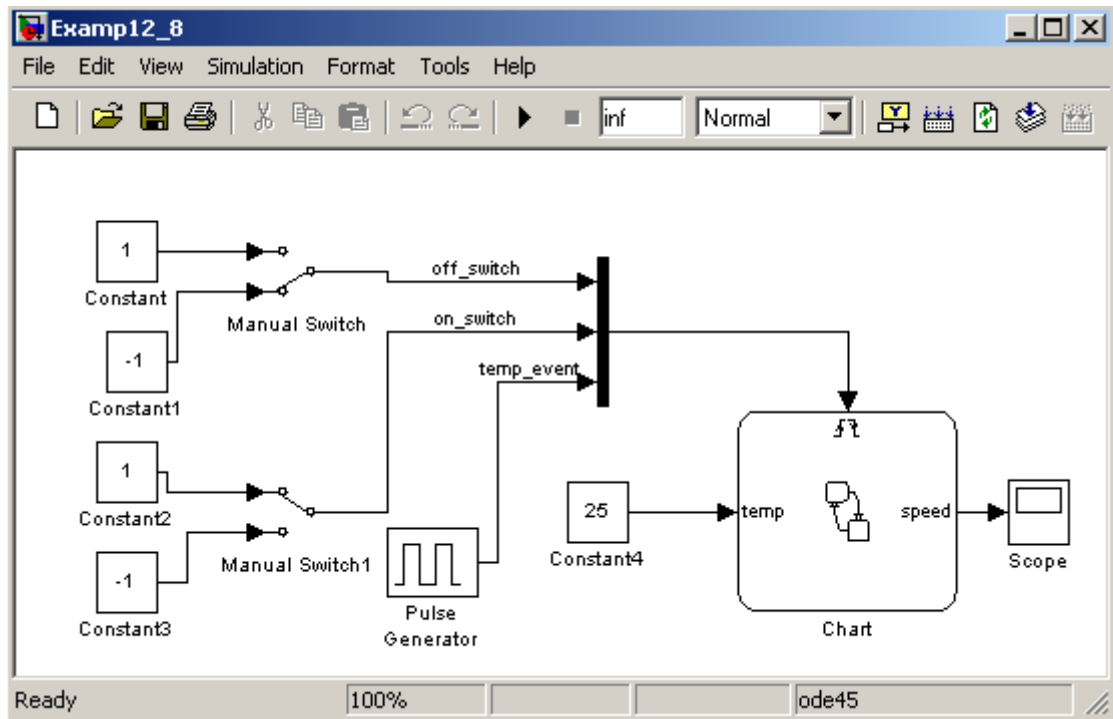 Examp12_8
File Edit View Simulation Format Tools Help
inf Normal
1
Constant
-1
Constant1
Manual Switch
off_switch
on_switch
temp_event
1
Constant2
-1
Constant3
Manual Switch1
Pulse
Generator
25
Constant4
temp
speed
Chart
Scope
Ready 100% ode45